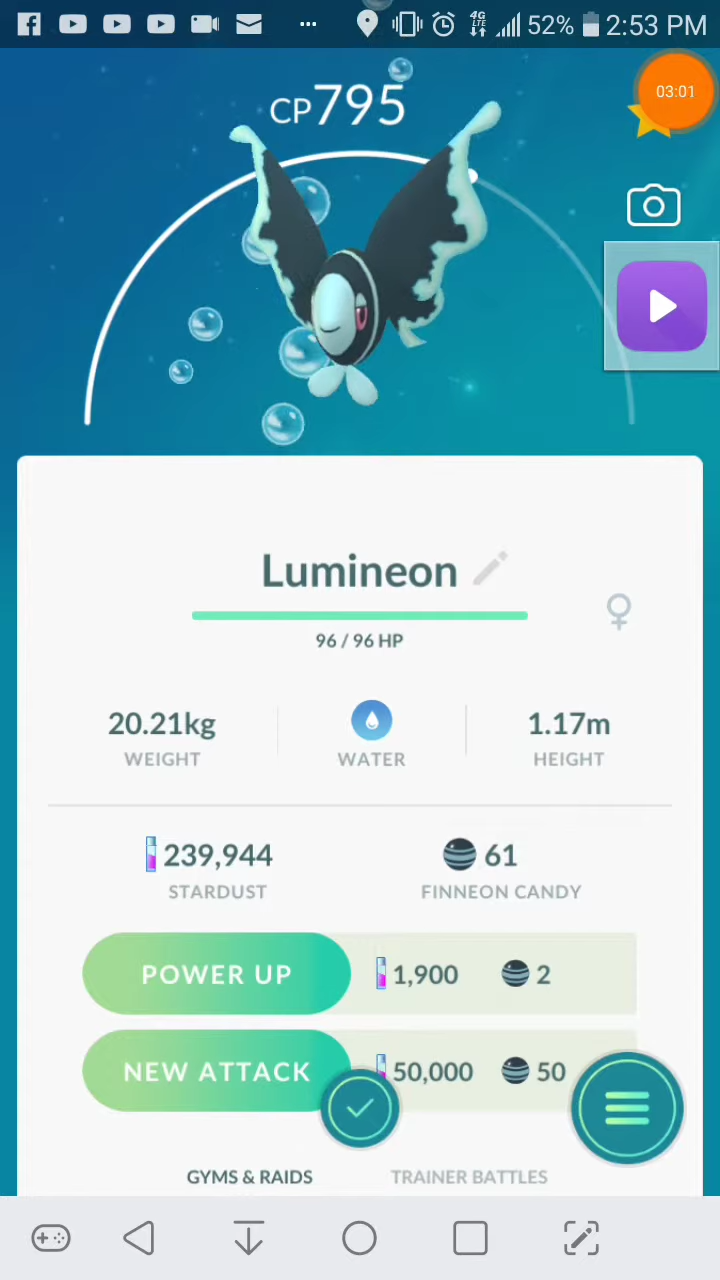 4G LTE 52% 2:53 PM
03:01
CP795
Lumineon
96 / 96 HP
20.21kg WATER 1.17m
WEIGHT HEIGHT
239,944 61
STARDUST FINNEON CANDY
POWER UP 1,900 2
NEW ATTACK 50,000 50
GYMS & RAIDS TRAINER BATTLES